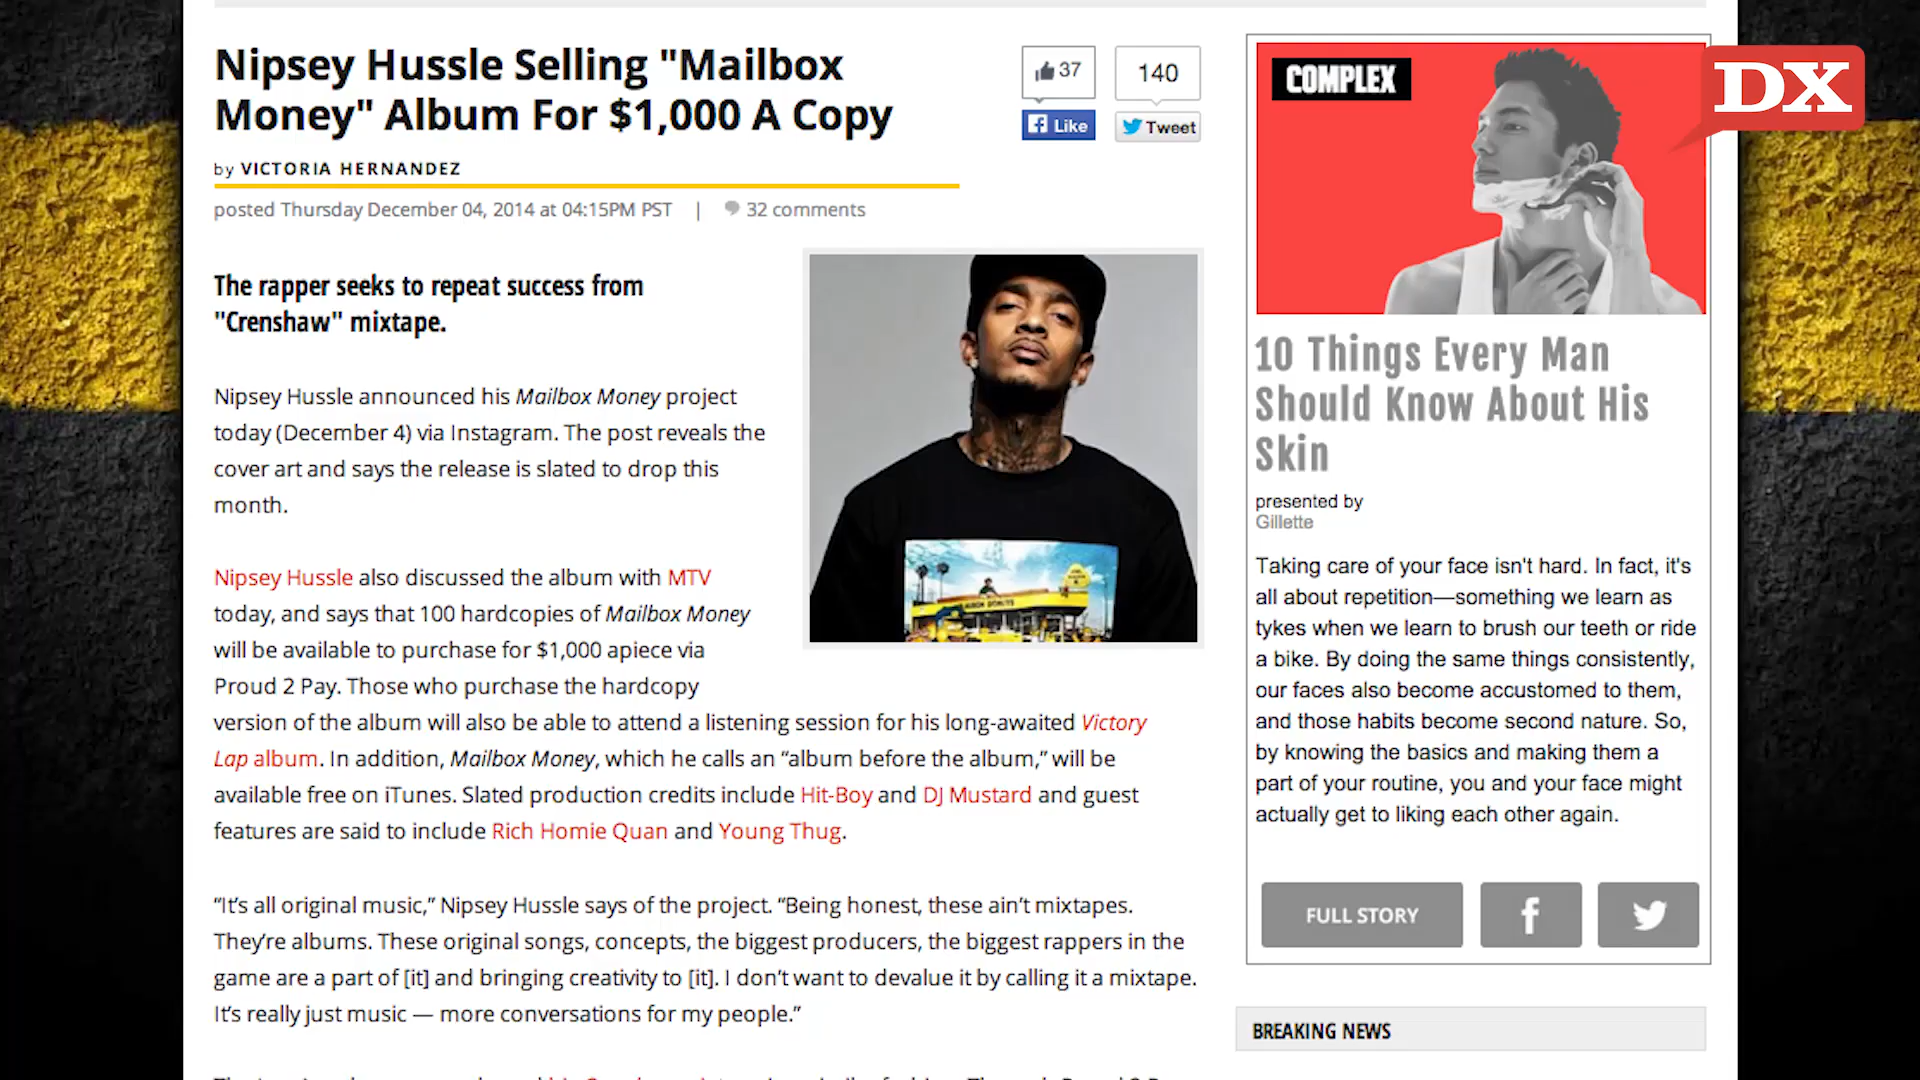 Nipsey Hussle Selling "Mailbox
Money" Album For $1,000 A Copy
by VICTORIA HERNANDEZ
posted Thursday December 04, 2014 at 04:15PM PST | 32 comments
37
Like
140
Tweet
The rapper seeks to repeat success from
"Crenshaw" mixtape.
Nipsey Hussle announced his Mailbox Money project
today (December 4) via Instagram. The post reveals the
cover art and says the release is slated to drop this
month.
Nipsey Hussle also discussed the album with MTV
today, and says that 100 hardcopies of Mailbox Money
will be available to purchase for $1,000 apiece via
Proud 2 Pay. Those who purchase the hardcopy
version of the album will also be able to attend a listening session for his long-awaited Victory
Lap album. In addition, Mailbox Money, which he calls an “album before the album,” will be
available free on iTunes. Slated production credits include Hit-Boy and DJ Mustard and guest
features are said to include Rich Homie Quan and Young Thug.
“It’s all original music,” Nipsey Hussle says of the project. “Being honest, these ain’t mixtapes.
They’re albums. These original songs, concepts, the biggest producers, the biggest rappers in the
game are a part of [it] and bringing creativity to [it]. I don’t want to devalue it by calling it a mixtape.
It’s really just music — more conversations for my people.”
COMPLEX
DX
10 Things Every Man
Should Know About His
Skin
presented by
Gillette
Taking care of your face isn't hard. In fact, it's
all about repetition—something we learn as
tykes when we learn to brush our teeth or ride
a bike. By doing the same things consistently,
our faces also become accustomed to them,
and those habits become second nature. So,
by knowing the basics and making them a
part of your routine, you and your face might
actually get to liking each other again.
FULL STORY
BREAKING NEWS